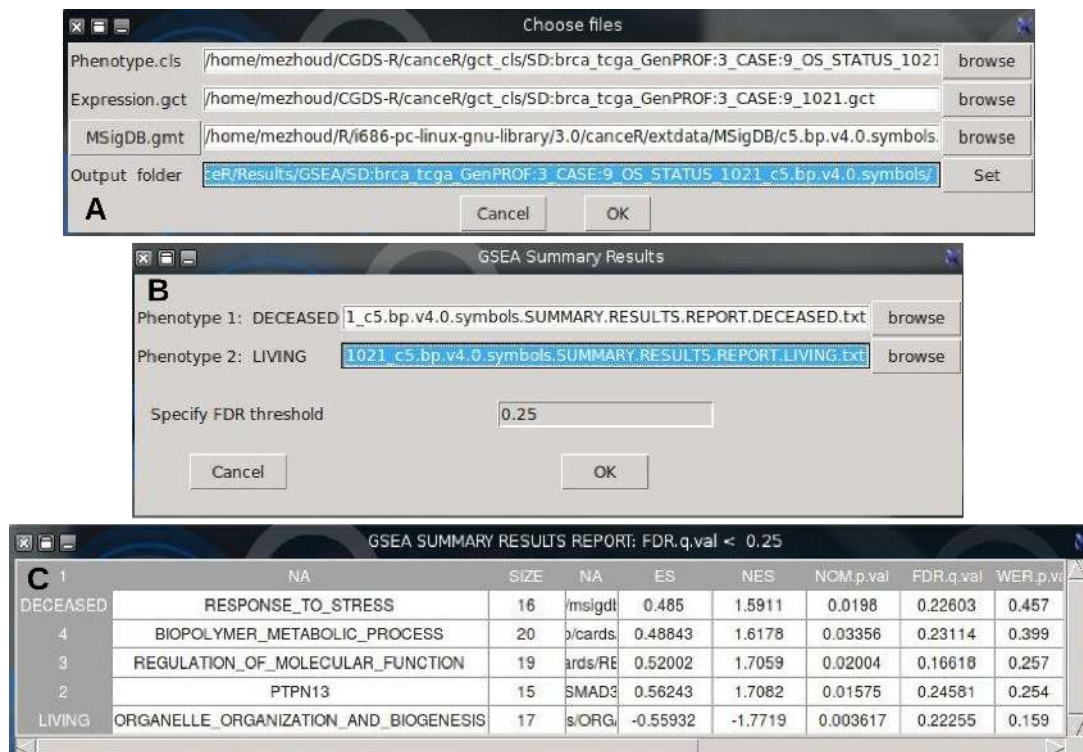 Choose files
Phenotype.cls /home/mezhoud/CGDS-R/canceR/gct_cls/SD:brca_tcga_GenPROF:3_CASE:9_OS_STATUS_1021 browse
Expression.gct /home/mezhoud/CGDS-R/canceR/gct_cls/SD:brca_tcga_GenPROF:3_CASE:9_1021.gct browse
MSigDB.gmt /home/mezhoud/R/i686-pc-linux-gnu-library/3.0/canceR/extdata/MSigDB/c5.bp.v4.0.symbols. browse
Output folder ceR/Results/GSEA/SD:brca_tcga_GenPROF:3_CASE:9_OS_STATUS_1021_c5.bp.v4.0.symbols/ Set
A Cancel OK
GSEA Summary Results
B
Phenotype 1: DECEASED 1_c5.bp.v4.0.symbols.SUMMARY.RESULTS.REPORT.DECEASED.txt browse
Phenotype 2: LIVING 1021_c5.bp.v4.0.symbols.SUMMARY.RESULTS.REPORT.LIVING.txt browse
Specify FDR threshold 0.25
Cancel OK
GSEA SUMMARY RESULTS REPORT: FDR.q.val < 0.25
C 1 NA SIZE NA ES NES NOM.p.val FDR.q.val WER.p.va
DECEASED RESPONSE_TO_STRESS 16 /msigdb 0.485 1.5911 0.0198 0.22603 0.457
4 BIOPOLYMER_METABOLIC_PROCESS 20 /cards. 0.48843 1.6178 0.03356 0.23114 0.399
3 REGULATION_OF_MOLECULAR_FUNCTION 19 ards/RE 0.52002 1.7059 0.02004 0.16618 0.257
2 PTPN13 15 SMAD3 0.56243 1.7082 0.01575 0.24581 0.254
LIVING ORGANELLE_ORGANIZATION_AND_BIOGENESIS 17 s/ORG -0.55932 -1.7719 0.003617 0.22255 0.159